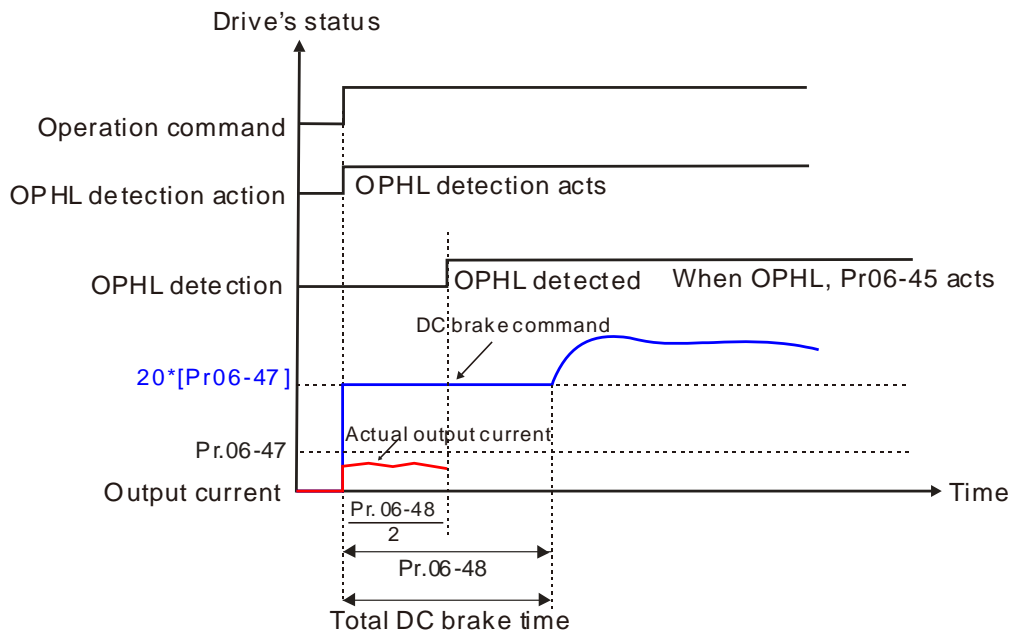 Drive's status
Operation command
OPHL detection action
OPHL detection acts
OPHL detection
OPHL detected
When OPHL, Pr06-45 acts
DC brake command
20*[Pr06-47]
Actual output current
Pr.06-47
Output current
Time
Pr. 06-48
2
Pr.06-48
Total DC brake time